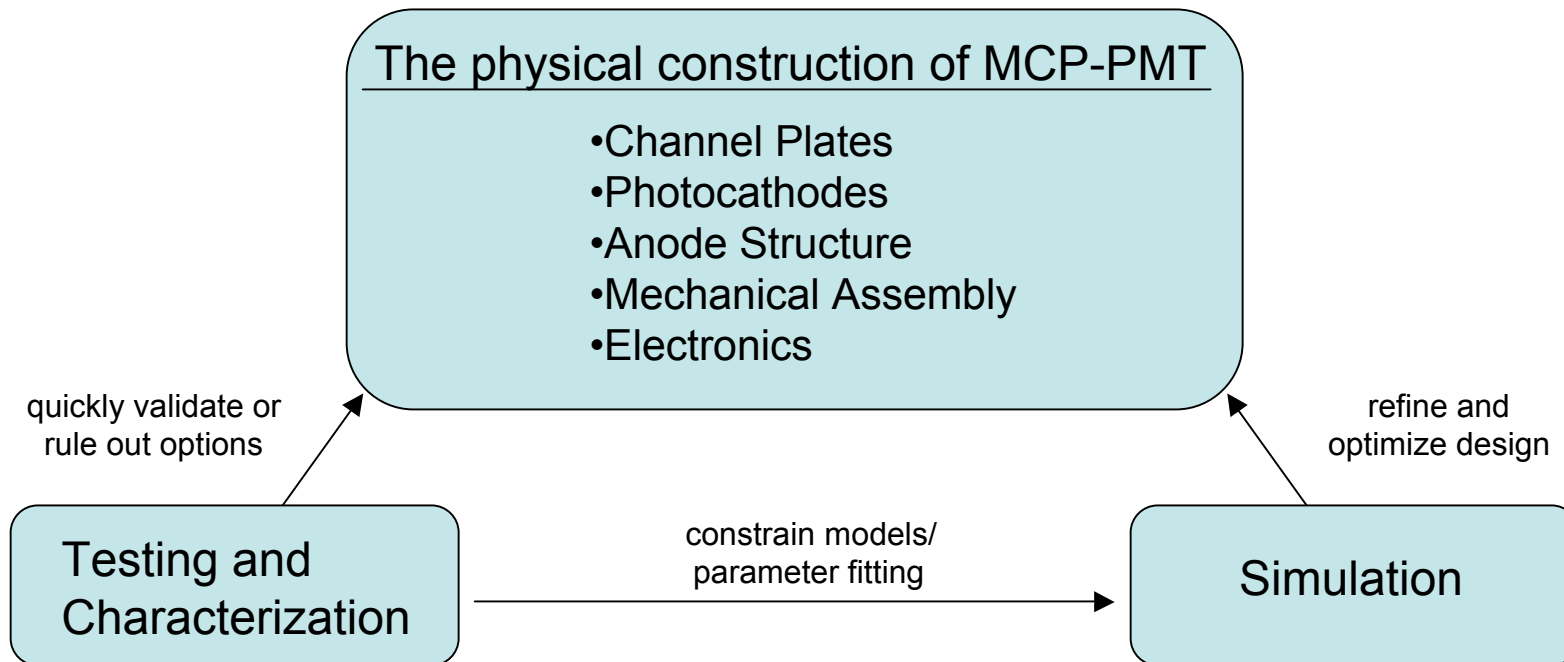 The physical construction of MCP-PMT
•Channel Plates
•Photocathodes
•Anode Structure
•Mechanical Assembly
•Electronics
quickly validate or
rule out options
refine and
optimize design
Testing and
Characterization
constrain models/
parameter fitting
Simulation